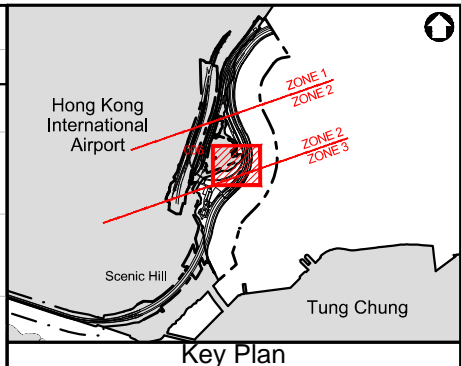 ZONE 1
ZONE 2
Hong Kong
International
Airport
ZONE 2
ZONE 3
Scenic Hill
Tung Chung
Key Plan